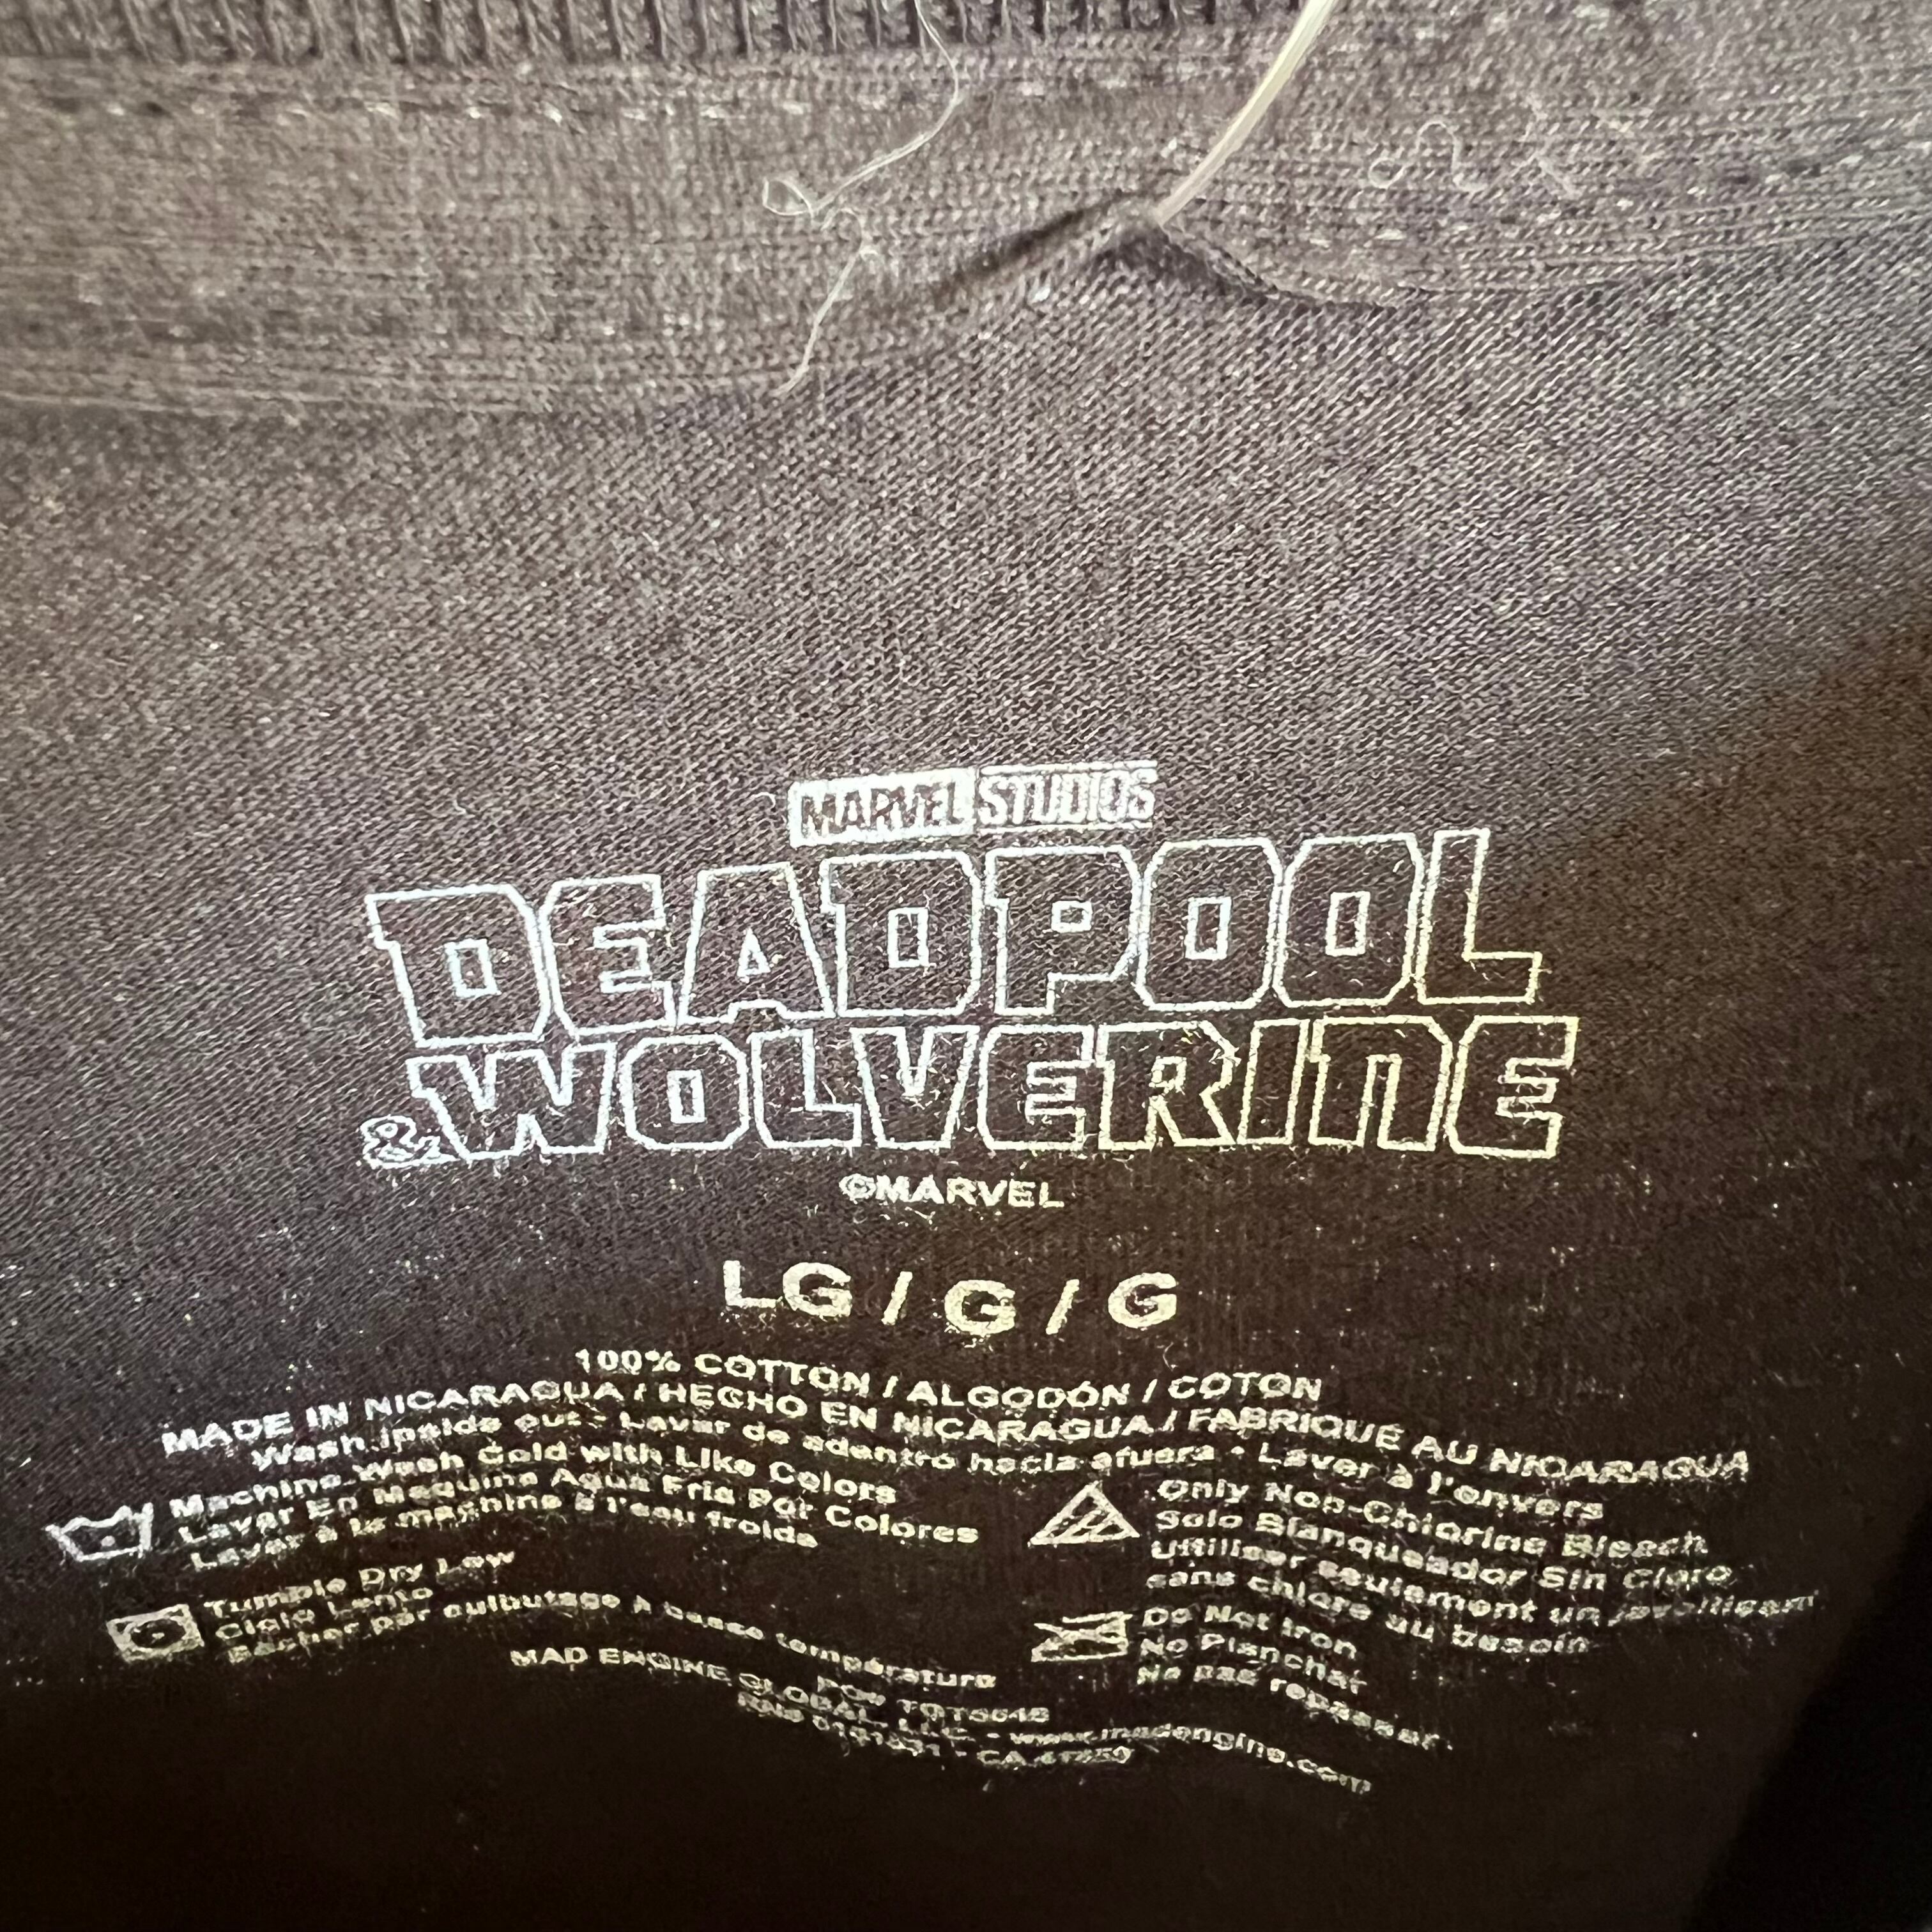 MARVEL STUDIOS
DEADPOOL
& WOLVERINE
©MARVEL
LG / G / G
100% COTTON / ALGODÓN / COTON
MADE IN NICARAGUA / HECHO EN NICARAGUA / FABRIQUÉ AU NICARAGUA
Wash inside out • Lavar de adentro hacia afuera • Laver à l'envers
Machine Wash Cold with Like Colors
Lavar En Maquina Agua Fria Por Colores
Laver à la mashine à l'eau froide
Only Non-Chlorine Bleach
Solo Blanqueador Sin Cloro
Utiliser seulement un javellisant
sans chlore au besoin
Tumble Dry Low
Ciclo Lento
Sécher par culbutage à basse température
Do Not Iron
No Planchar
Ne pas repasser
MAD ENGINE GLOBAL, LLC - www.madengine.com